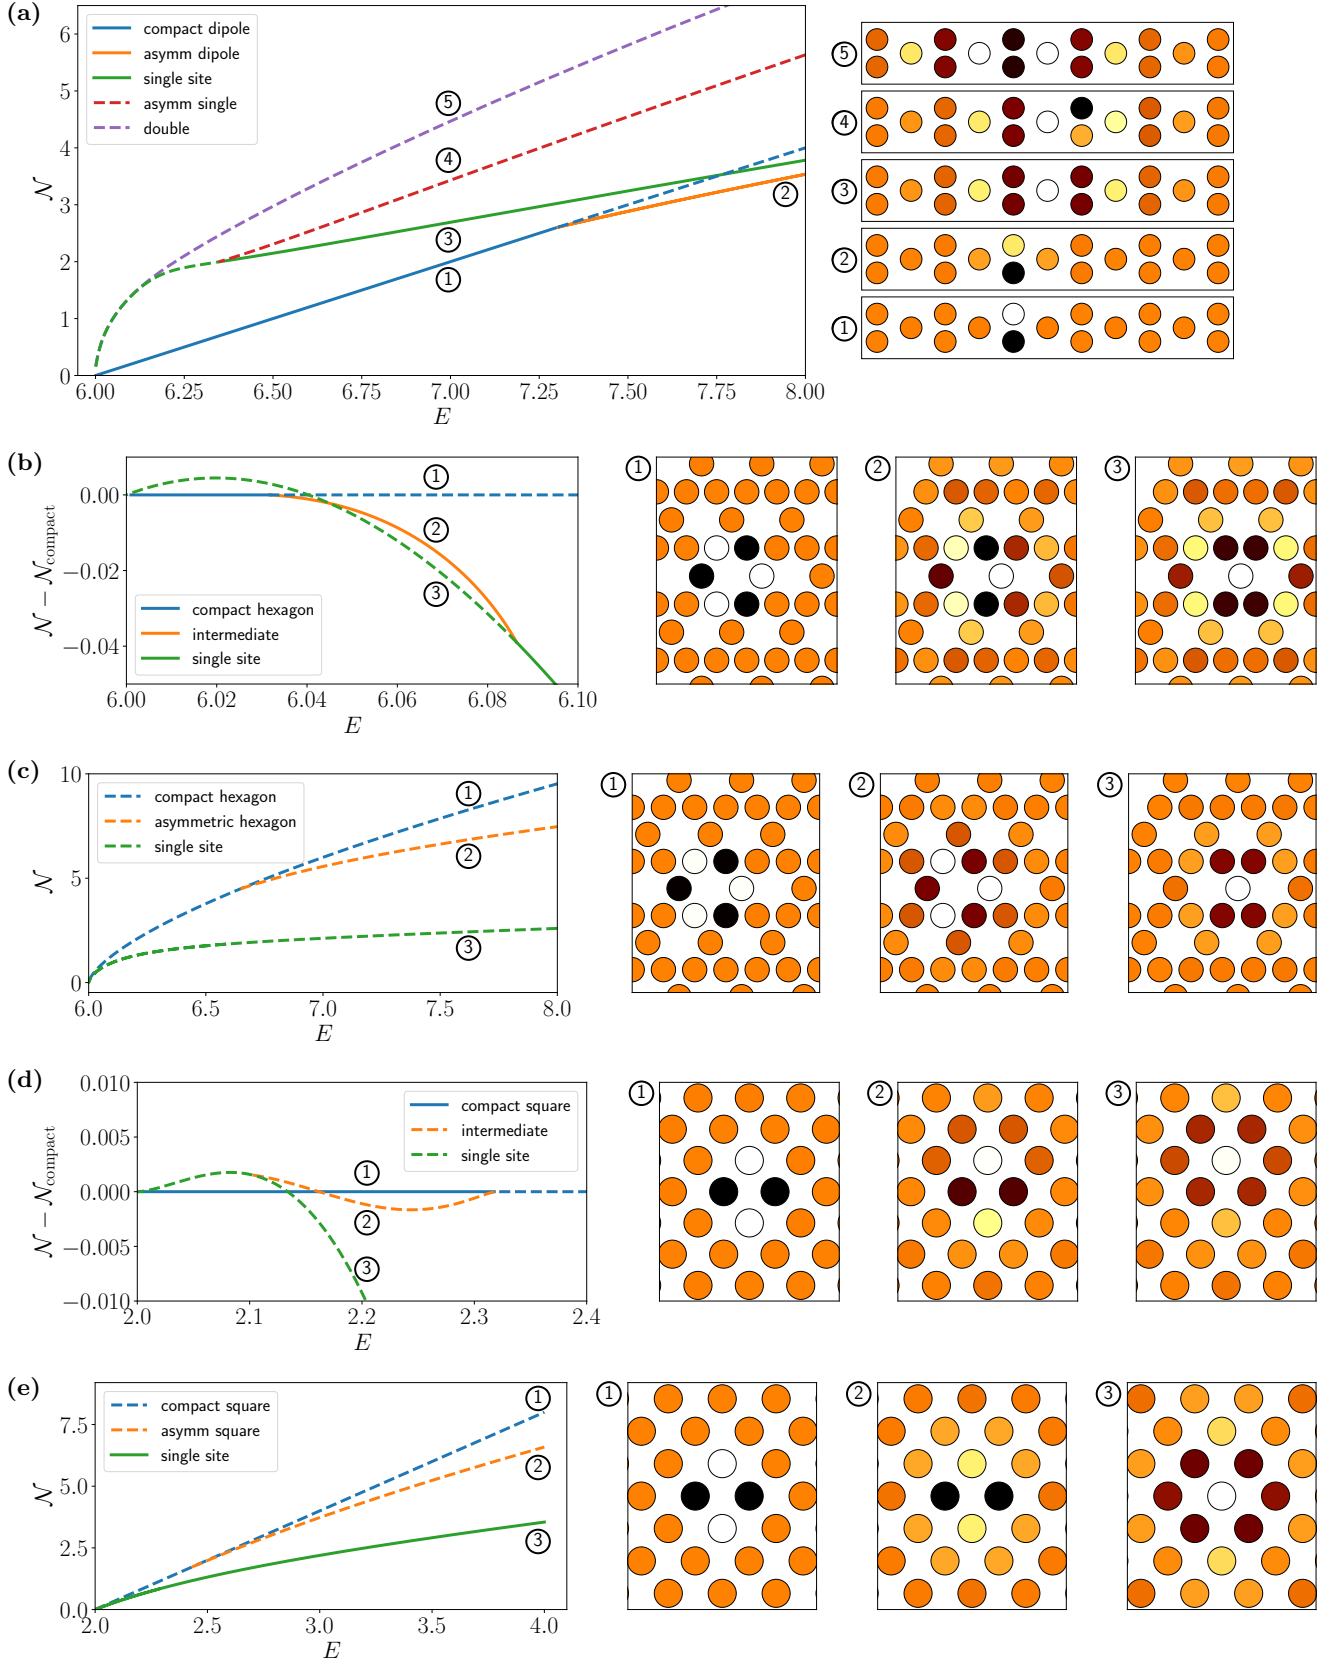 (a)
compact dipole
asymm dipole
single site
asymm single
double
𝒩
0
1
2
3
4
5
6
6.00 6.25 6.50 6.75 7.00 7.25 7.50 7.75 8.00
E
5
4
3
1
2
5
4
3
2
1
(b)
𝒩 − 𝒩compact
0.00
−0.02
−0.04
compact hexagon
intermediate
single site
6.00 6.02 6.04 6.06 6.08 6.10
E
1
2
3
1 2 3
(c)
compact hexagon
asymmetric hexagon
single site
𝒩
10
5
0
6.0 6.5 7.0 7.5 8.0
E
1
2
3
1 2 3
(d)
𝒩 − 𝒩compact
0.010
0.005
0.000
−0.005
−0.010
compact square
intermediate
single site
2.0 2.1 2.2 2.3 2.4
E
1
2
3
1 2 3
(e)
compact square
asymm square
single site
𝒩
7.5
5.0
2.5
0.0
2.0 2.5 3.0 3.5 4.0
E
1
2
3
1 2 3